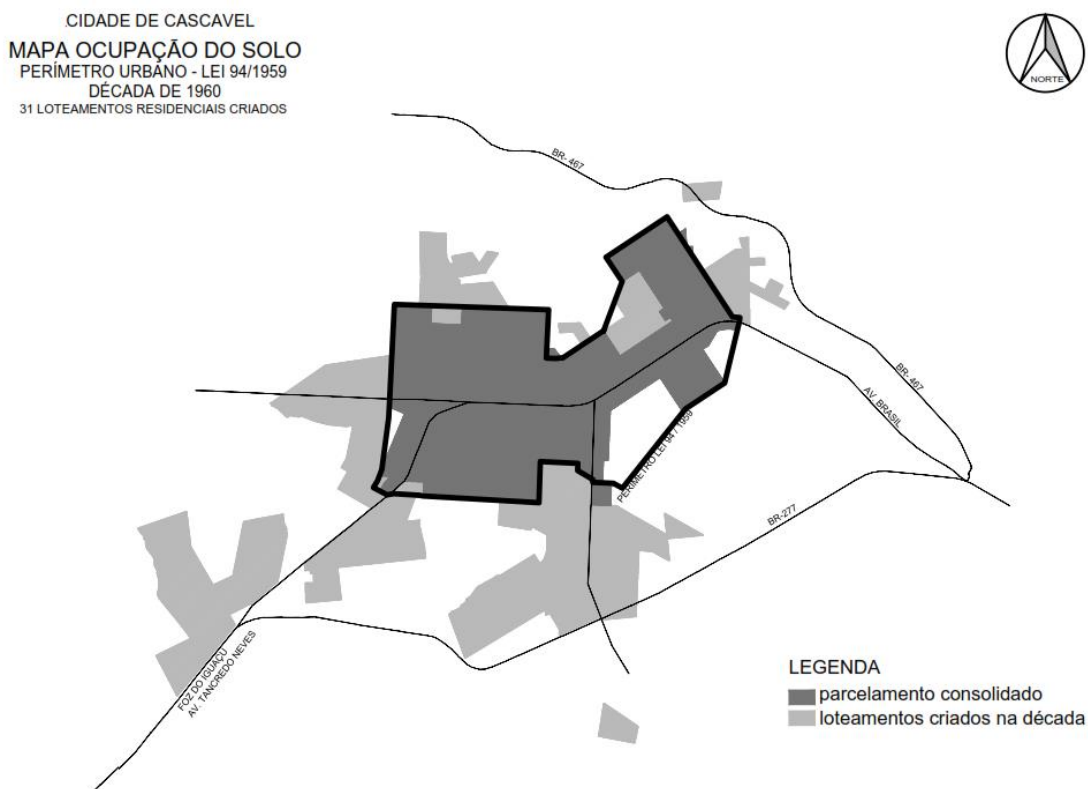 CIDADE DE CASCAVEL
MAPA OCUPAÇÃO DO SOLO
PERÍMETRO URBANO - LEI 94/1959
DÉCADA DE 1960
31 LOTEAMENTOS RESIDENCIAIS CRIADOS
NORTE
BR- 467
BR- 467
AV. BRASIL
PERÍMETRO LEI 94 / 1959
BR-277
FOZ DO IGUAÇU
AV. TANCREDO NEVES
LEGENDA
parcelamento consolidado
loteamentos criados na década